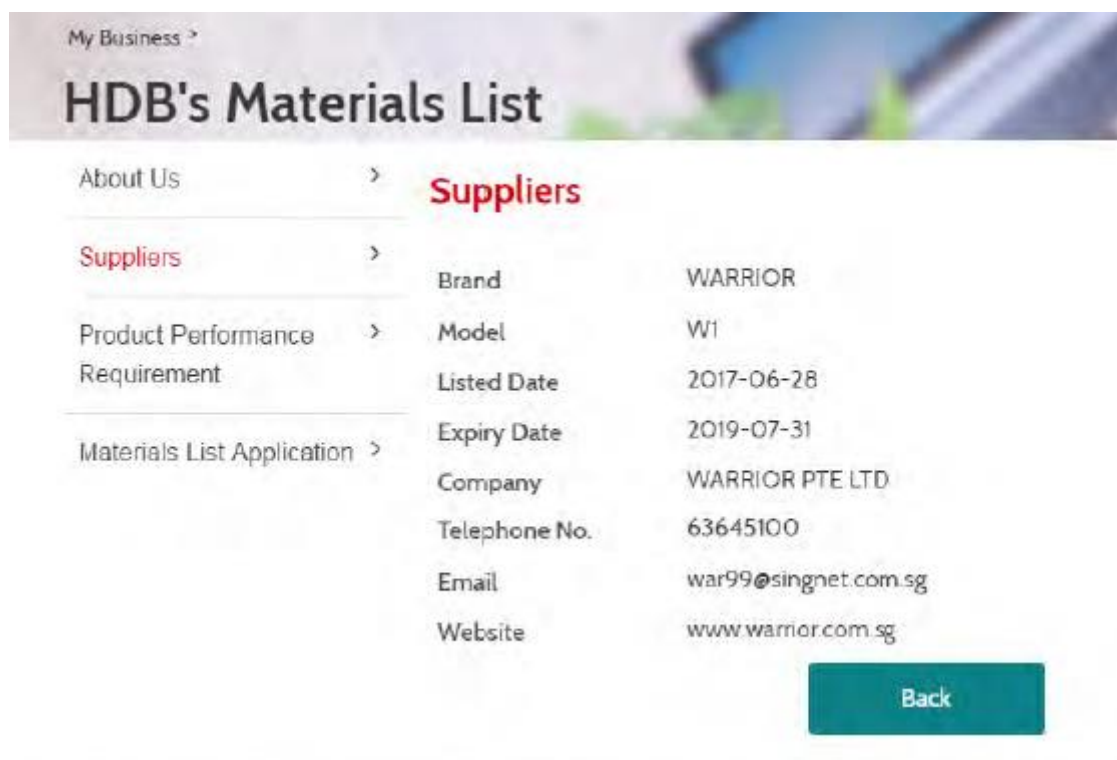 My Business >
HDB's Materials List
About Us >
Suppliers >
Product Performance >
Requirement
Materials List Application >
Suppliers
Brand WARRIOR
Model W1
Listed Date 2017-06-28
Expiry Date 2019-07-31
Company WARRIOR PTE LTD
Telephone No. 63645100
Email war99@singnet.com.sg
Website www.warrior.com.sg
Back